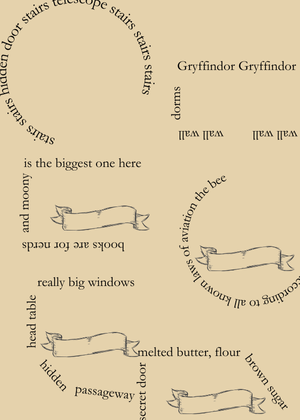 stairs stairs hidden door stairs telescope stairs stairs stairs
Gryffindor Gryffindor
dorms
wall wall
wall wall
is the biggest one here
and moony
books are for nerds
according to all known laws of aviation the bee
really big windows
head table
melted butter, flour
hidden
passageway
secret door
brown sugar